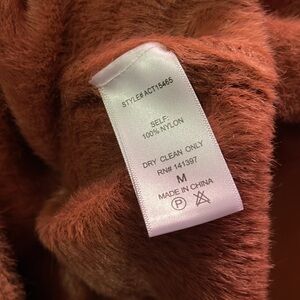 STYLE# ACT15465
SELF:
100% NYLON
DRY CLEAN ONLY
RN# 141397
M
MADE IN CHINA
P